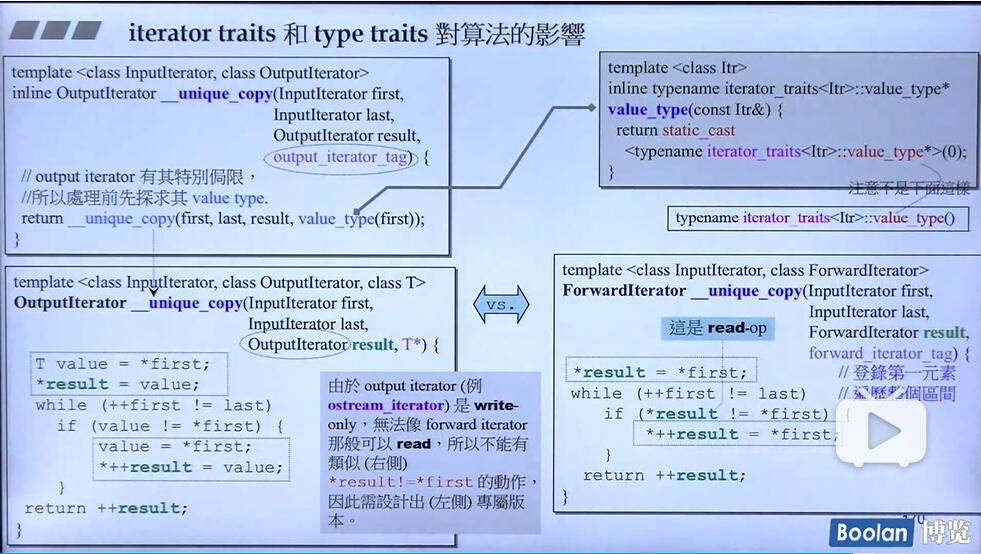 iterator traits 和 type traits 對算法的影響
template <class InputIterator, class OutputIterator>
inline OutputIterator __unique_copy(InputIterator first,
InputIterator last,
OutputIterator result,
output_iterator_tag) {
// output iterator 有其特別侷限，
//所以處理前先探求其 value type.
return __unique_copy(first, last, result, value_type(first));
}
template <class Itr>
inline typename iterator_traits<Itr>::value_type*
value_type(const Itr&) {
return static_cast
<typename iterator_traits<Itr>::value_type*>(0);
}
注意不是下面這樣
typename iterator_traits<Itr>::value_type()
template <class InputIterator, class OutputIterator, class T>
OutputIterator __unique_copy(InputIterator first,
InputIterator last,
OutputIterator result, T*) {
T value = *first;
*result = value;
while (++first != last)
if (value != *first) {
value = *first;
*++result = value;
}
return ++result;
}
vs.
由於 output iterator (例
ostream_iterator) 是 write-
only，無法像 forward iterator
那般可以 read，所以不能有
類似 (右側)
*result!=*first 的動作，
因此需設計出 (左側) 專屬版
本。
template <class InputIterator, class ForwardIterator>
ForwardIterator __unique_copy(InputIterator first,
InputIterator last,
ForwardIterator result,
forward_iterator_tag) {
這是 read-op
*result = *first; // 登錄第一元素
while (++first != last) // 遍歷整個區間
if (*result != *first) {
*++result = *first;
}
return ++result;
}
Boolan 博览